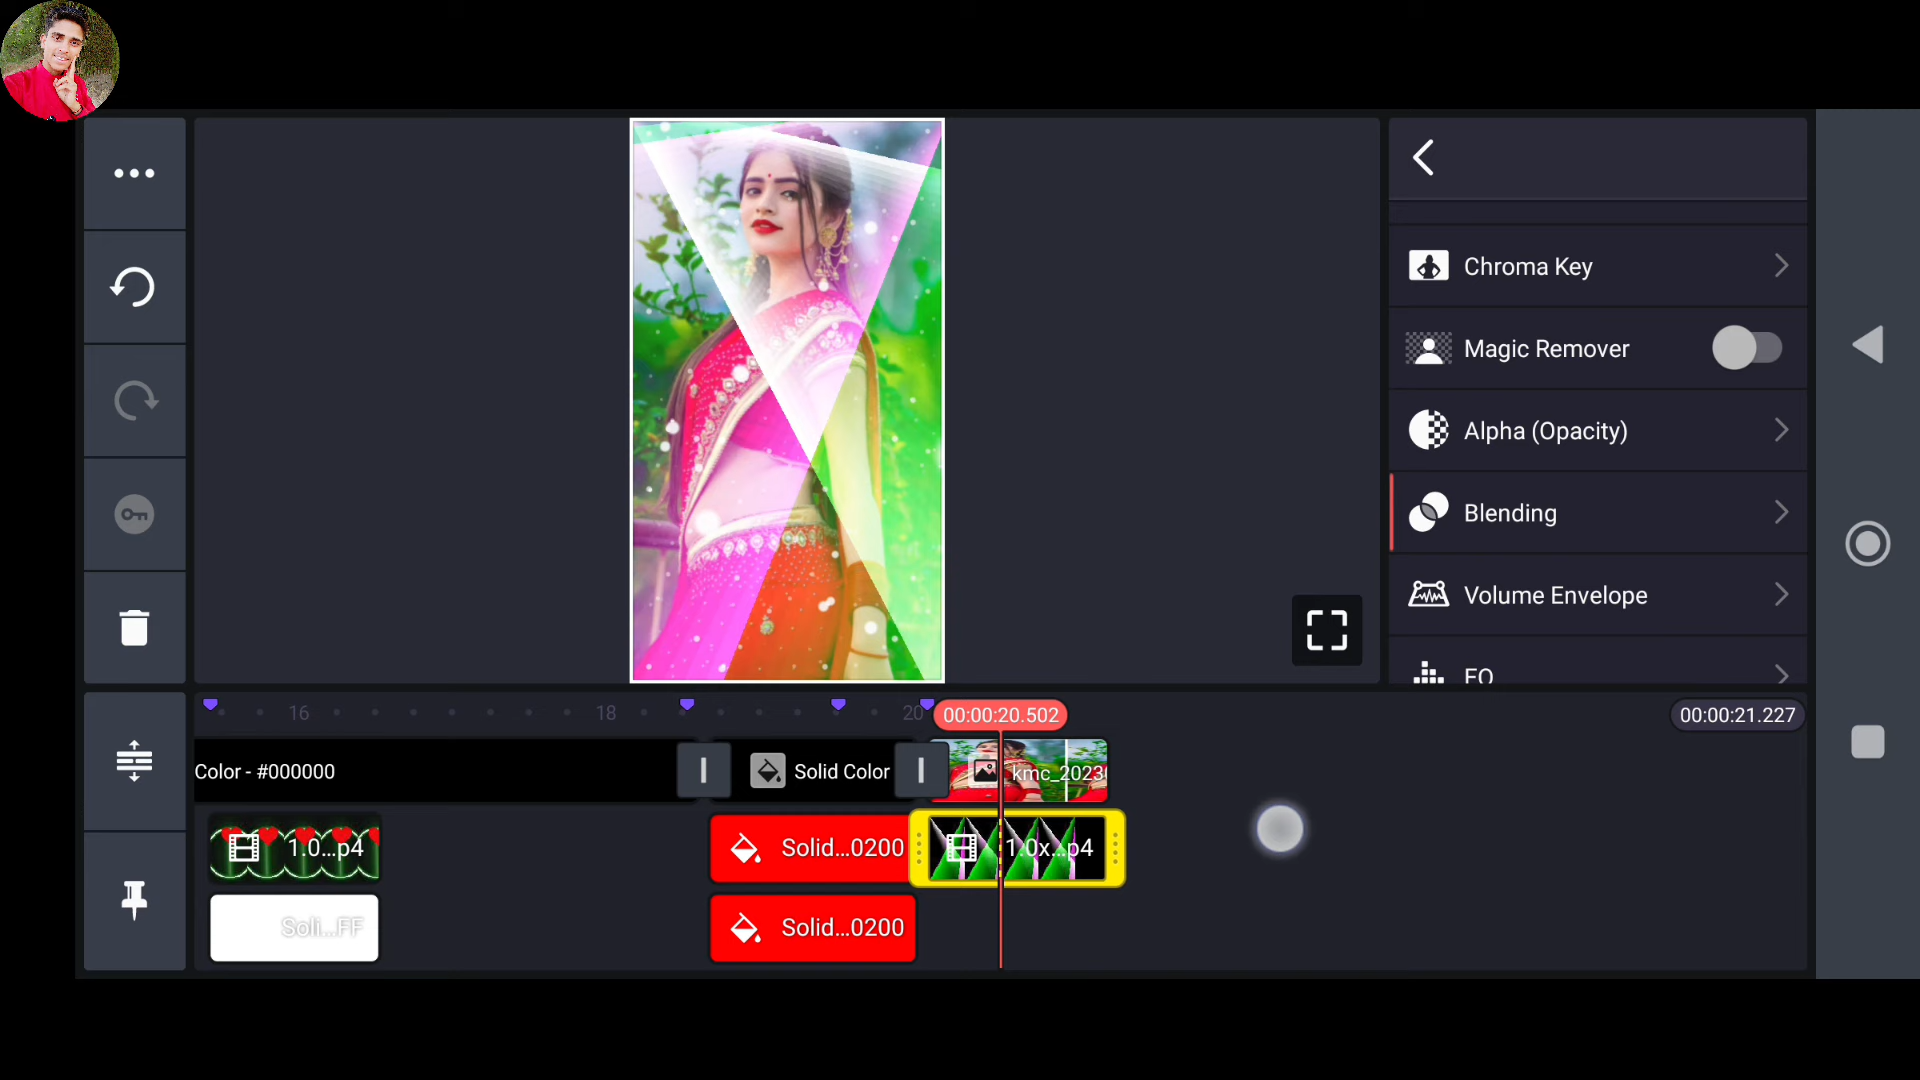 Chroma Key
Magic Remover
Alpha (Opacity)
Blending
Volume Envelope
EQ
16
18
20
00:00:20.502
00:00:21.227
Color - #000000
Solid Color
kmc_2023
1.0...p4
Solid...0200
1.0x...p4
Soli...FF
Solid...0200